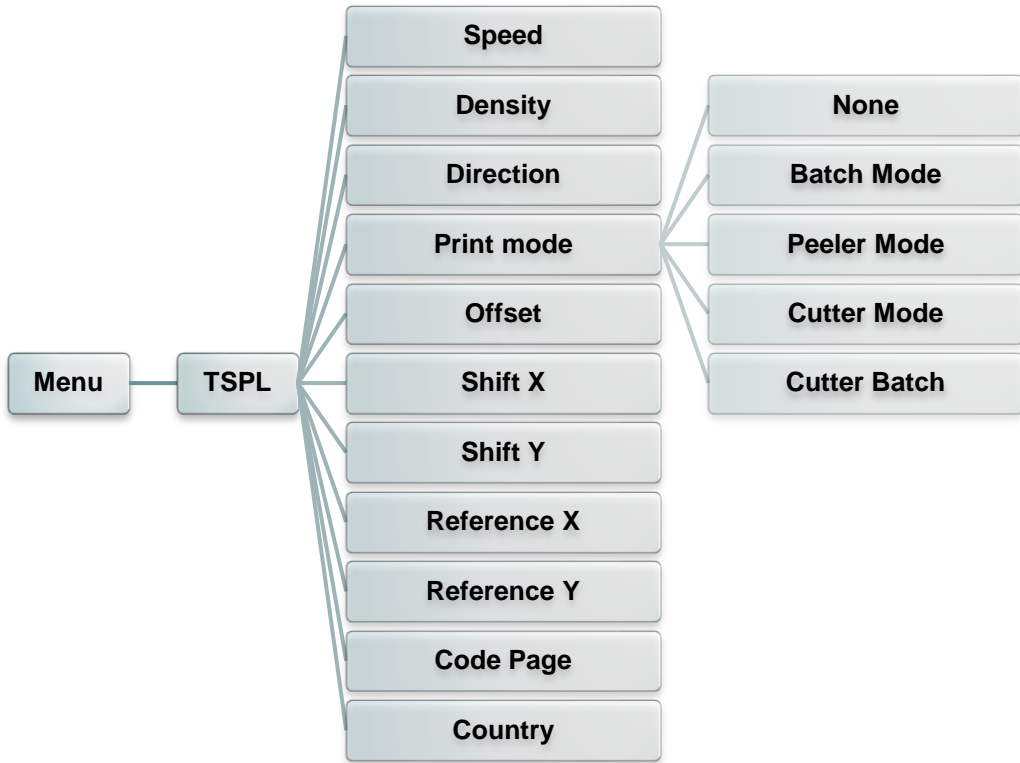 Menu
TSPL
Speed
Density
Direction
Print mode
Offset
Shift X
Shift Y
Reference X
Reference Y
Code Page
Country
None
Batch Mode
Peeler Mode
Cutter Mode
Cutter Batch